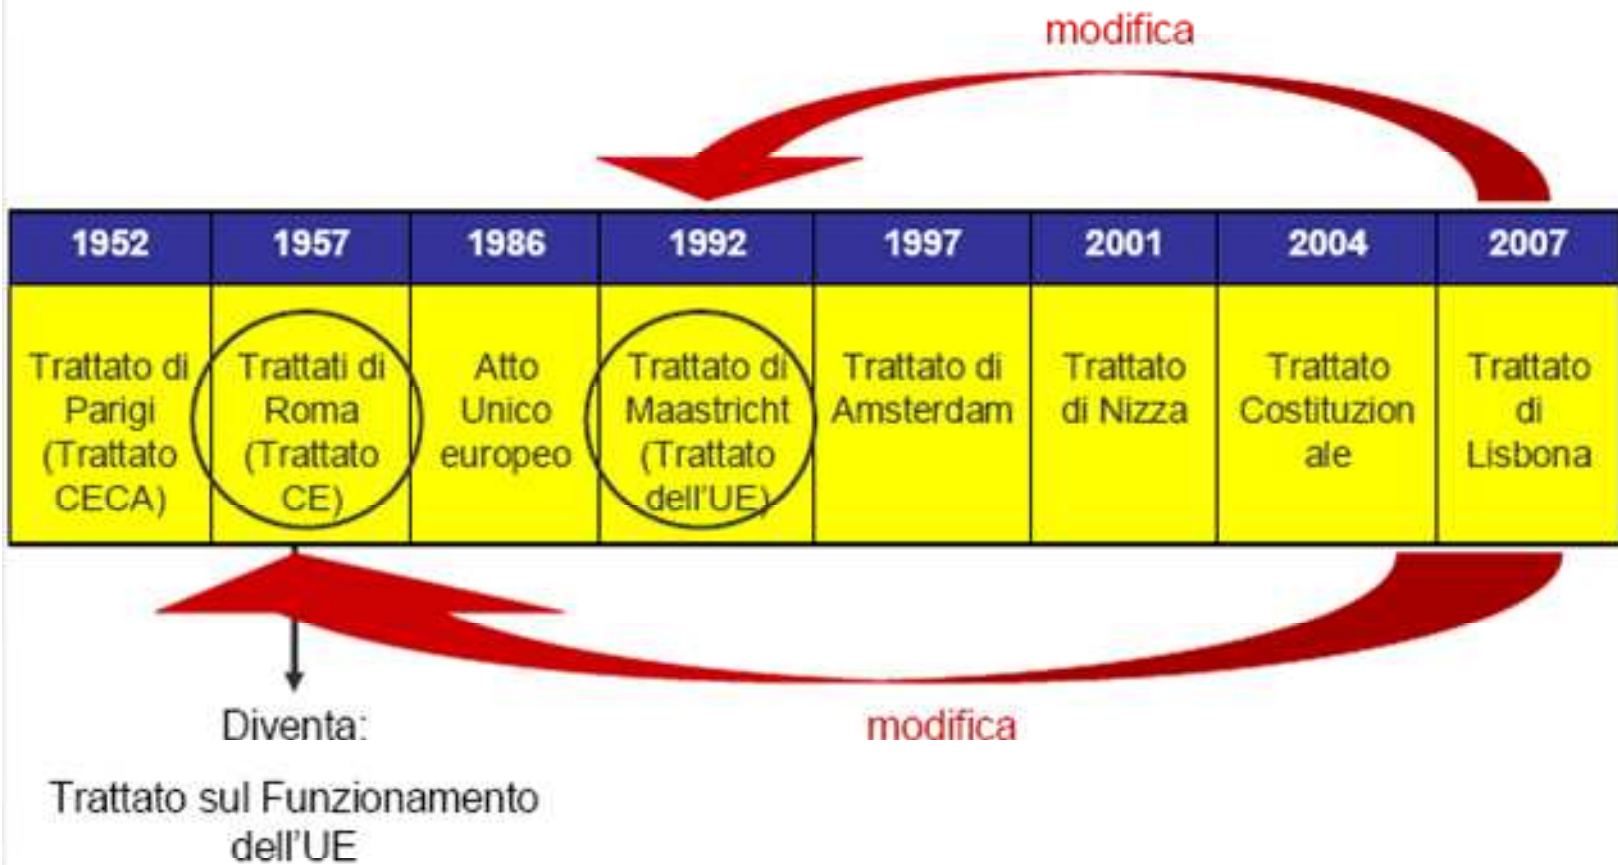 modifica
1952 1957 1986 1992 1997 2001 2004 2007
Trattato di
Parigi
(Trattato
CECA)
Trattati di
Roma
(Trattato
CE)
Atto
Unico
europeo
Trattato di
Maastricht
(Trattato
dell'UE)
Trattato di
Amsterdam
Trattato
di Nizza
Trattato
Costituzion
ale
Trattato
di
Lisbona
Diventa:
modifica
Trattato sul Funzionamento
dell'UE